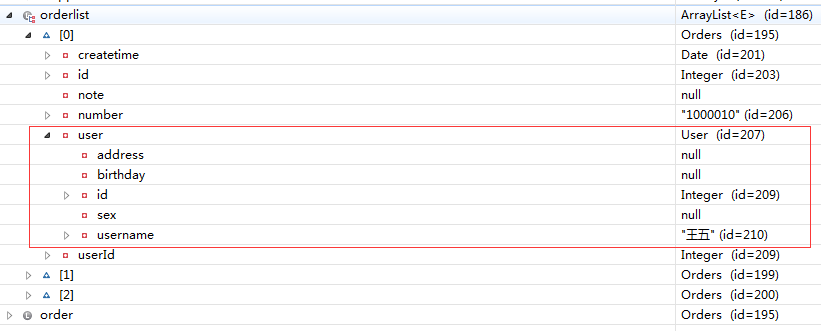 orderlist ArrayList<E> (id=186)
[0] Orders (id=195)
createtime Date (id=201)
id Integer (id=203)
note null
number "1000010" (id=206)
user User (id=207)
address null
birthday null
id Integer (id=209)
sex null
username "王五" (id=210)
userId Integer (id=209)
[1] Orders (id=199)
[2] Orders (id=200)
order Orders (id=195)